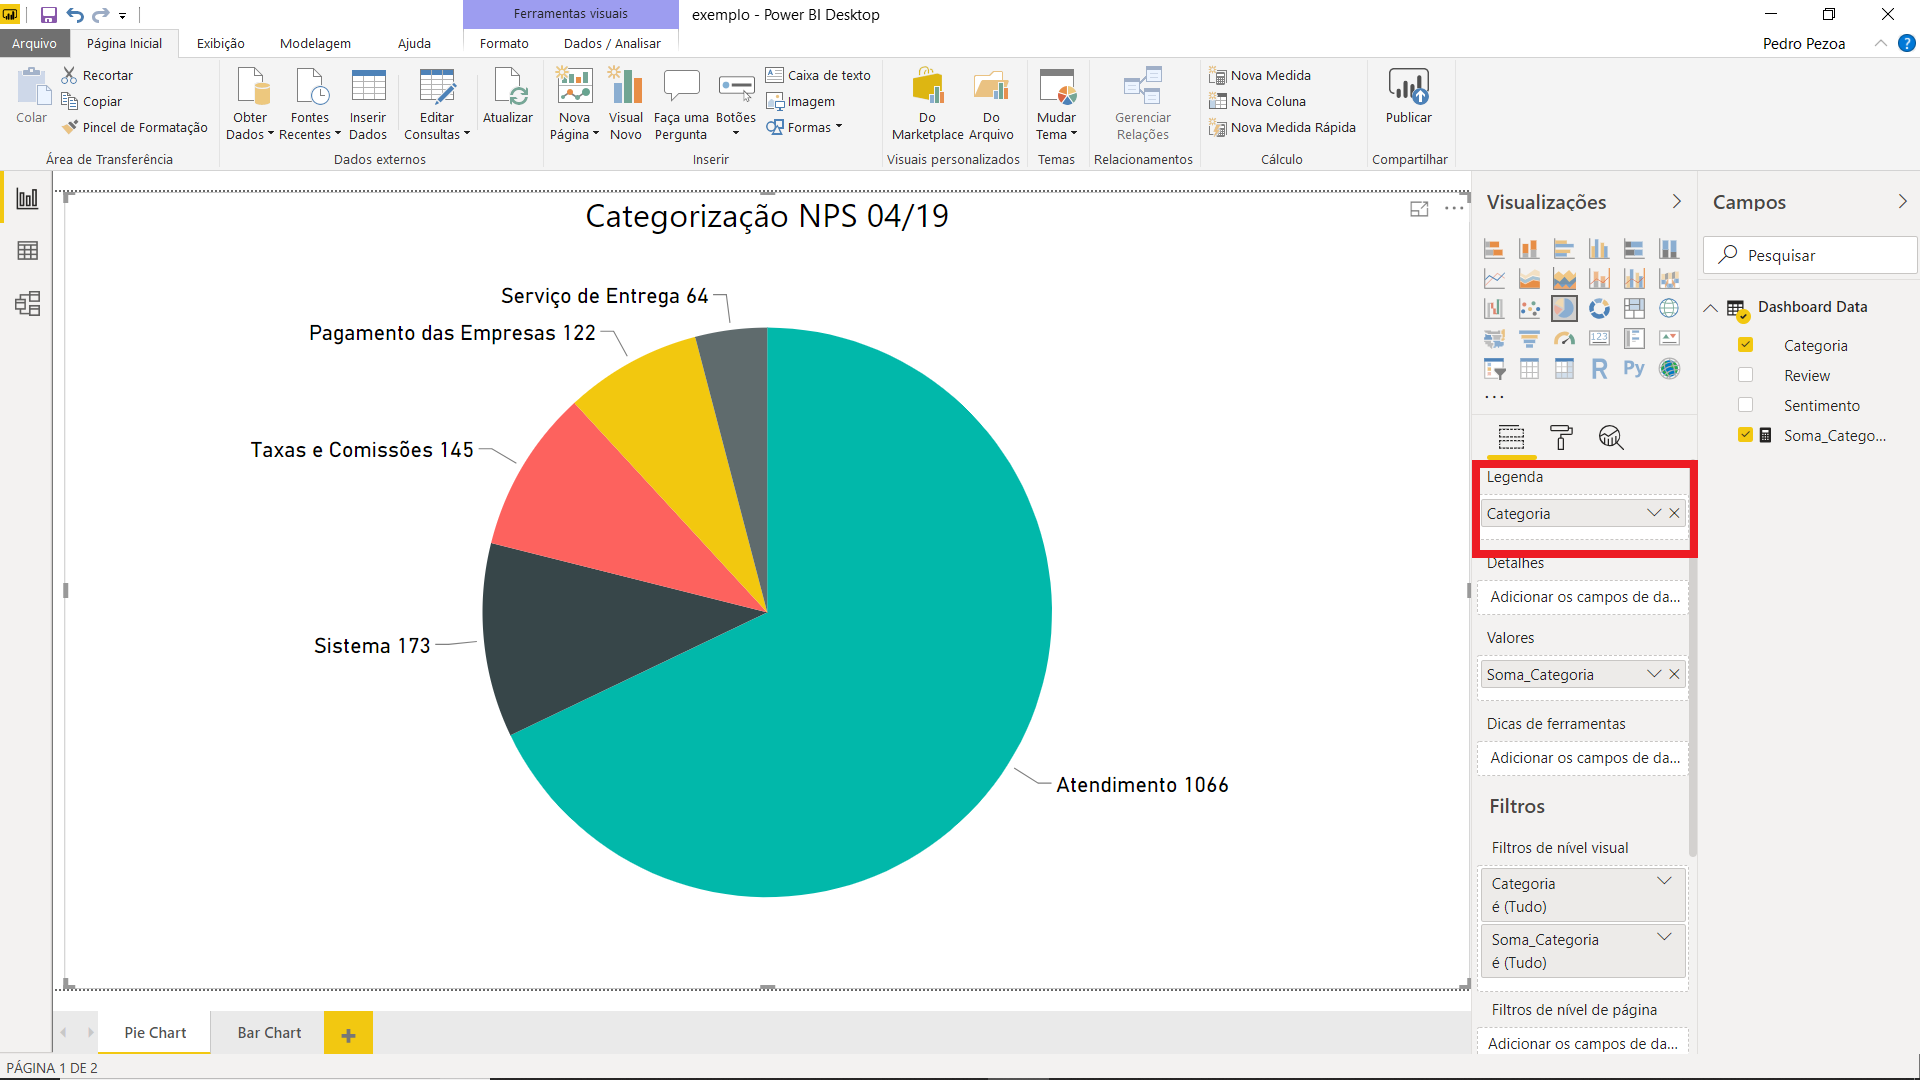 Ferramentas visuais
exemplo - Power BI Desktop
Arquivo
Página Inicial
Exibição
Modelagem
Ajuda
Formato
Dados / Analisar
Pedro Pezoa
?
Colar
Recortar
Copiar
Pincel de Formatação
Área de Transferência
Obter
Dados
Fontes
Recentes
Inserir
Dados
Editar
Consultas
Atualizar
Dados externos
Nova
Página
Visual
Novo
Faça uma
Pergunta
Botões
Caixa de texto
Imagem
Formas
Inserir
Do
Marketplace
Do
Arquivo
Visuais personalizados
Mudar
Tema
Temas
Gerenciar
Relações
Relacionamentos
Nova Medida
Nova Coluna
Nova Medida Rápida
Cálculo
Publicar
Compartilhar
Categorização NPS 04/19
Serviço de Entrega 64
Pagamento das Empresas 122
Taxas e Comissões 145
Sistema 173
Atendimento 1066
Visualizações
123
R
Py
...
Legenda
Categoria
Detalhes
Adicionar os campos de da...
Valores
Soma_Categoria
Dicas de ferramentas
Adicionar os campos de da...
Filtros
Filtros de nível visual
Categoria
é (Tudo)
Soma_Categoria
é (Tudo)
Filtros de nível de página
Adicionar os campos de da...
Campos
Pesquisar
Dashboard Data
Categoria
Review
Sentimento
Soma_Catego...
Pie Chart
Bar Chart
+
PÁGINA 1 DE 2